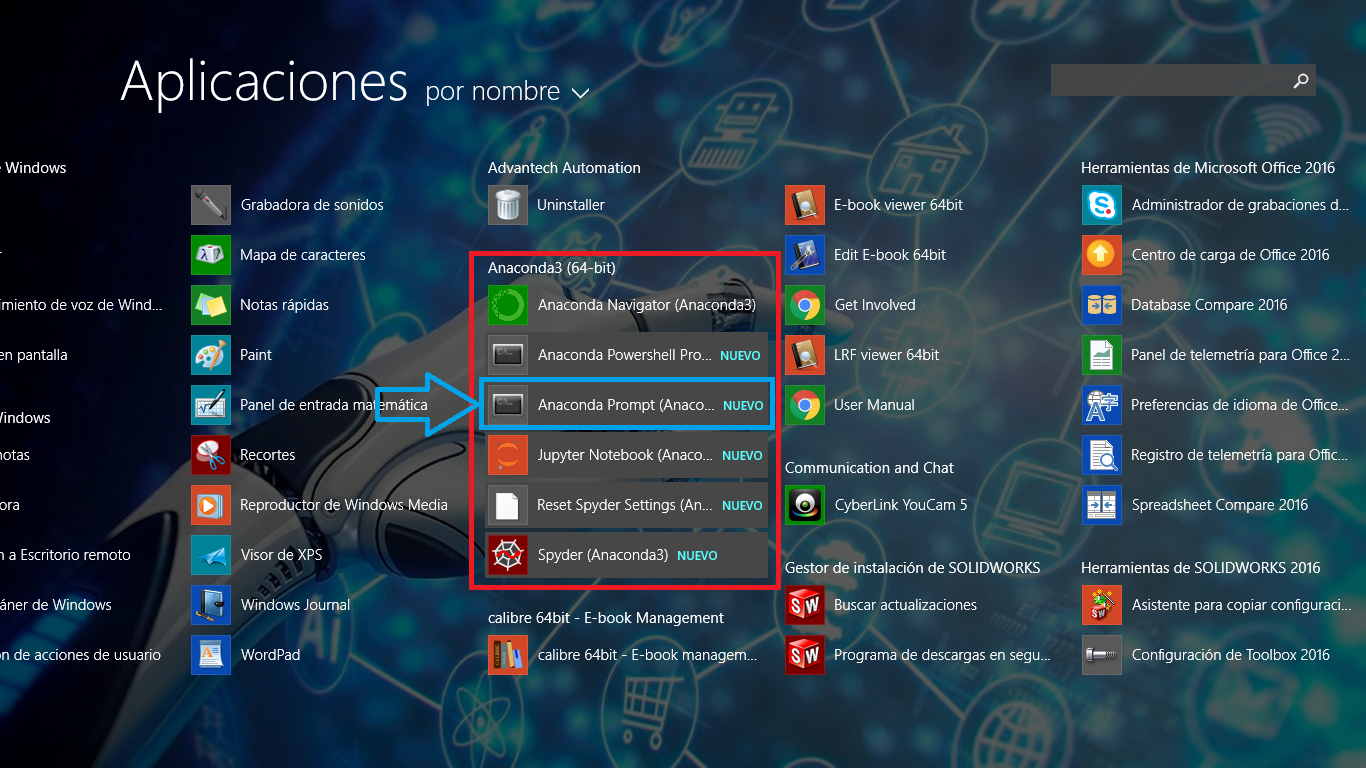 Aplicaciones por nombre
e Windows
imiento de voz de Wind...
en pantalla
Windows
notas
ora
n a Escritorio remoto
áner de Windows
ón de acciones de usuario
Grabadora de sonidos
Mapa de caracteres
Notas rápidas
Paint
Panel de entrada matemática
Recortes
Reproductor de Windows Media
Visor de XPS
Windows Journal
WordPad
Advantech Automation
Uninstaller
Anaconda3 (64-bit)
Anaconda Navigator (Anaconda3)
Anaconda Powershell Pro... NUEVO
Anaconda Prompt (Anaco... NUEVO
Jupyter Notebook (Anaco... NUEVO
Reset Spyder Settings (An... NUEVO
Spyder (Anaconda3) NUEVO
calibre 64bit - E-book Management
calibre 64bit - E-book managem...
E-book viewer 64bit
Edit E-book 64bit
Get Involved
LRF viewer 64bit
User Manual
Communication and Chat
CyberLink YouCam 5
Gestor de instalación de SOLIDWORKS
Buscar actualizaciones
Programa de descargas en segu...
Herramientas de Microsoft Office 2016
Administrador de grabaciones d...
Centro de carga de Office 2016
Database Compare 2016
Panel de telemetría para Office 2...
Preferencias de idioma de Office...
Registro de telemetría para Offic...
Spreadsheet Compare 2016
Herramientas de SOLIDWORKS 2016
Asistente para copiar configuraci...
Configuración de Toolbox 2016